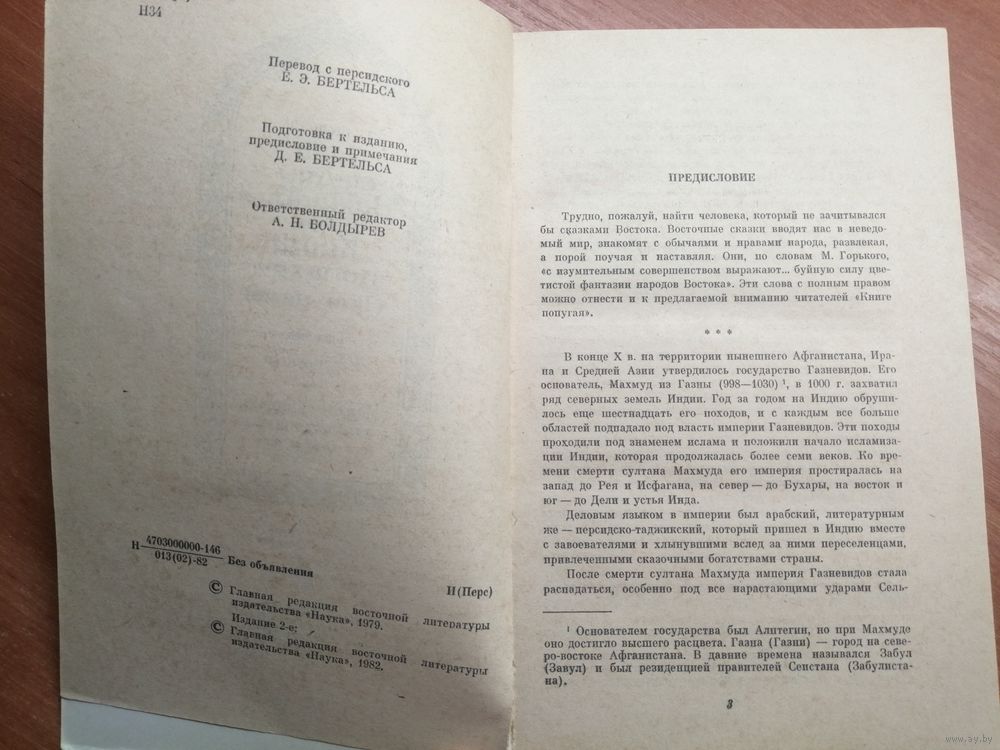 Н34
Перевод с персидского
Е. Э. БЕРТЕЛЬСА
Подготовка к изданию,
предисловие и примечания
Д. Е. БЕРТЕЛЬСА
Ответственный редактор
А. Н. БОЛДЫРЕВ
Н 4703000000-146
013(02)-82 Без объявления
И(Перс)
© Главная редакция восточной литературы
издательства «Наука», 1979.
Издание 2-е:
© Главная редакция восточной литературы
издательства «Наука», 1982.
ПРЕДИСЛОВИЕ
Трудно, пожалуй, найти человека, который не зачитывался
бы сказками Востока. Восточные сказки вводят нас в неведо-
мый мир, знакомят с обычаями и нравами народа, развлекая,
а порой поучая и наставляя. Они, по словам М. Горького,
«с изумительным совершенством выражают... буйную силу цве-
тистой фантазии народов Востока». Эти слова с полным правом
можно отнести и к предлагаемой вниманию читателей «Книге
попугая».
* * *
В конце X в. на территории нынешнего Афганистана, Ира-
на и Средней Азии утвердилось государство Газневидов. Его
основатель, Махмуд из Газны (998—1030) ¹, в 1000 г. захватил
ряд северных земель Индии. Год за годом на Индию обруши-
лось еще шестнадцать его походов, и с каждым все больше
областей подпадало под власть империи Газневидов. Эти походы
проходили под знаменем ислама и положили начало исламиза-
ции Индии, которая продолжалась более семи веков. Ко вре-
мени смерти султана Махмуда его империя простиралась на
запад до Рея и Исфагана, на север — до Бухары, на восток и
юг — до Дели и устья Инда.
Деловым языком в империи был арабский, литературным
же — персидско-таджикский, который пришел в Индию вместе
с завоевателями и хлынувшими вслед за ними переселенцами,
привлеченными сказочными богатствами страны.
После смерти султана Махмуда империя Газневидов стала
распадаться, особенно под все нарастающими ударами Сель-
¹ Основателем государства был Алптегин, но при Махмуде
оно достигло высшего расцвета. Газна (Газни) — город на севе-
ро-востоке Афганистана. В давние времена назывался Забул
(Завул) и был резиденцией правителей Сеистана (Забулиста-
на).
3
www.ay.by